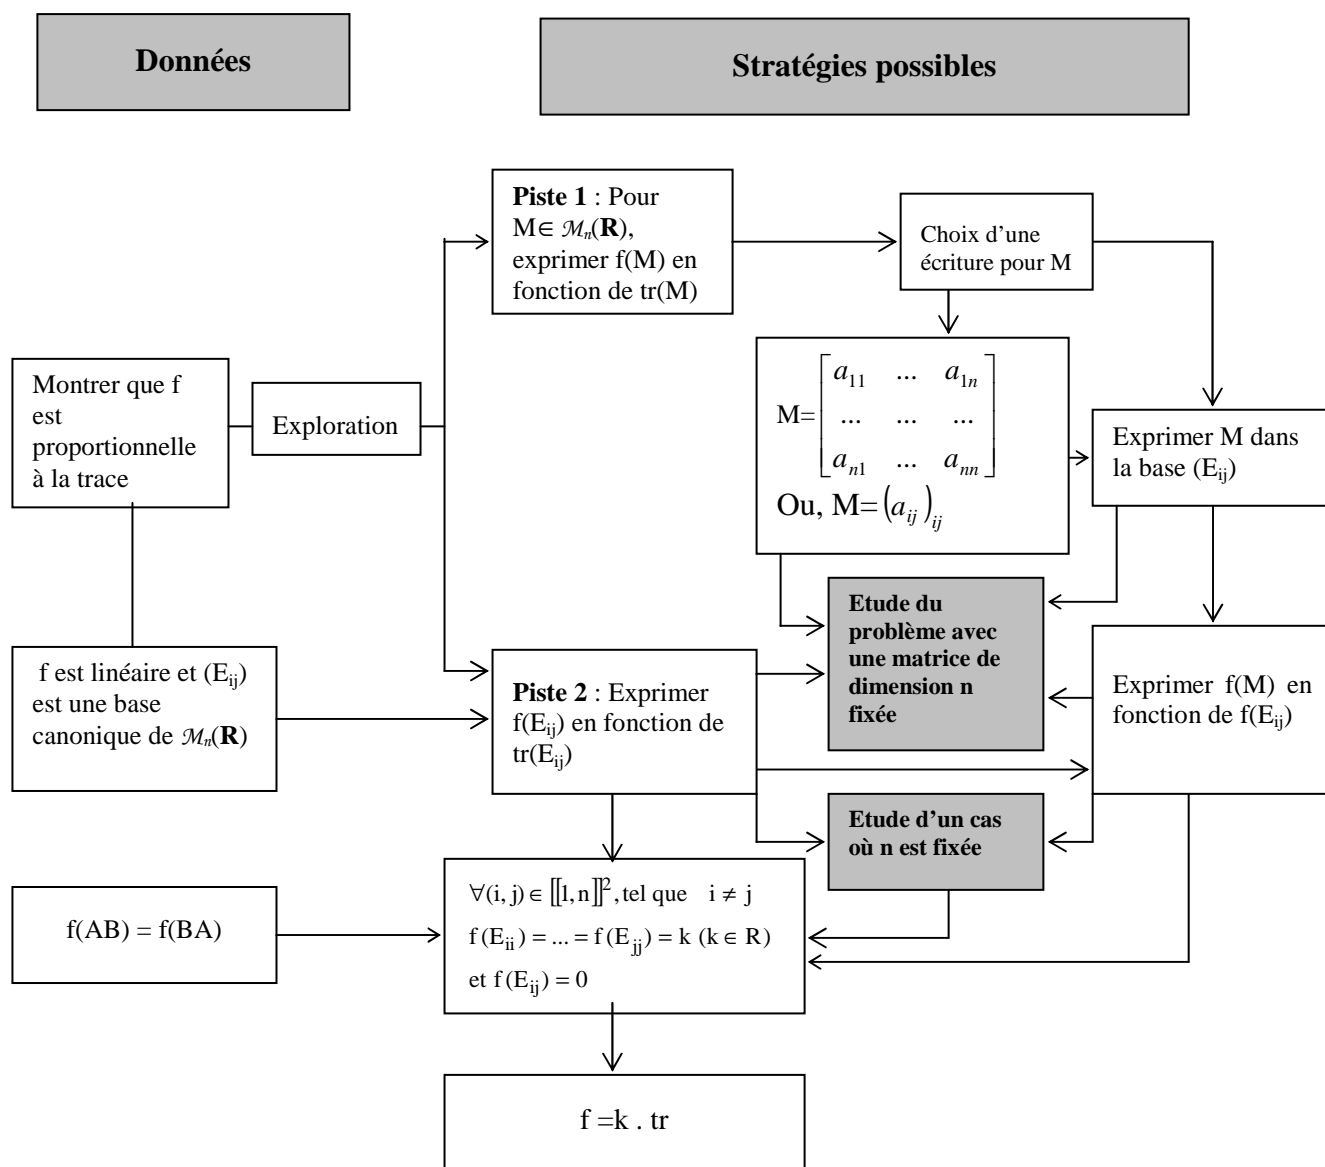 Données
Stratégies possibles
Piste 1 : Pour
M∈ ℳn(R),
exprimer f(M) en
fonction de tr(M)
Choix d’une
écriture pour M
Montrer que f
est
proportionnelle
à la trace
Exploration
a11 ... a1n
M= ... ... ...
an1 ... ann
Ou, M= (aij)ij
Exprimer M dans
la base (Eij)
Etude du
problème avec
une matrice de
dimension n
fixée
f est linéaire et (Eij)
est une base
canonique de ℳn(R)
Piste 2 : Exprimer
f(Eij) en fonction de
tr(Eij)
Exprimer f(M) en
fonction de f(Eij)
Etude d’un cas
où n est fixée
f(AB) = f(BA)
∀(i, j) ∈ [[1, n]]², tel que i ≠ j
f (Eii) = ... = f (Ejj) = k (k ∈ R)
et f (Eij) = 0
f =k . tr